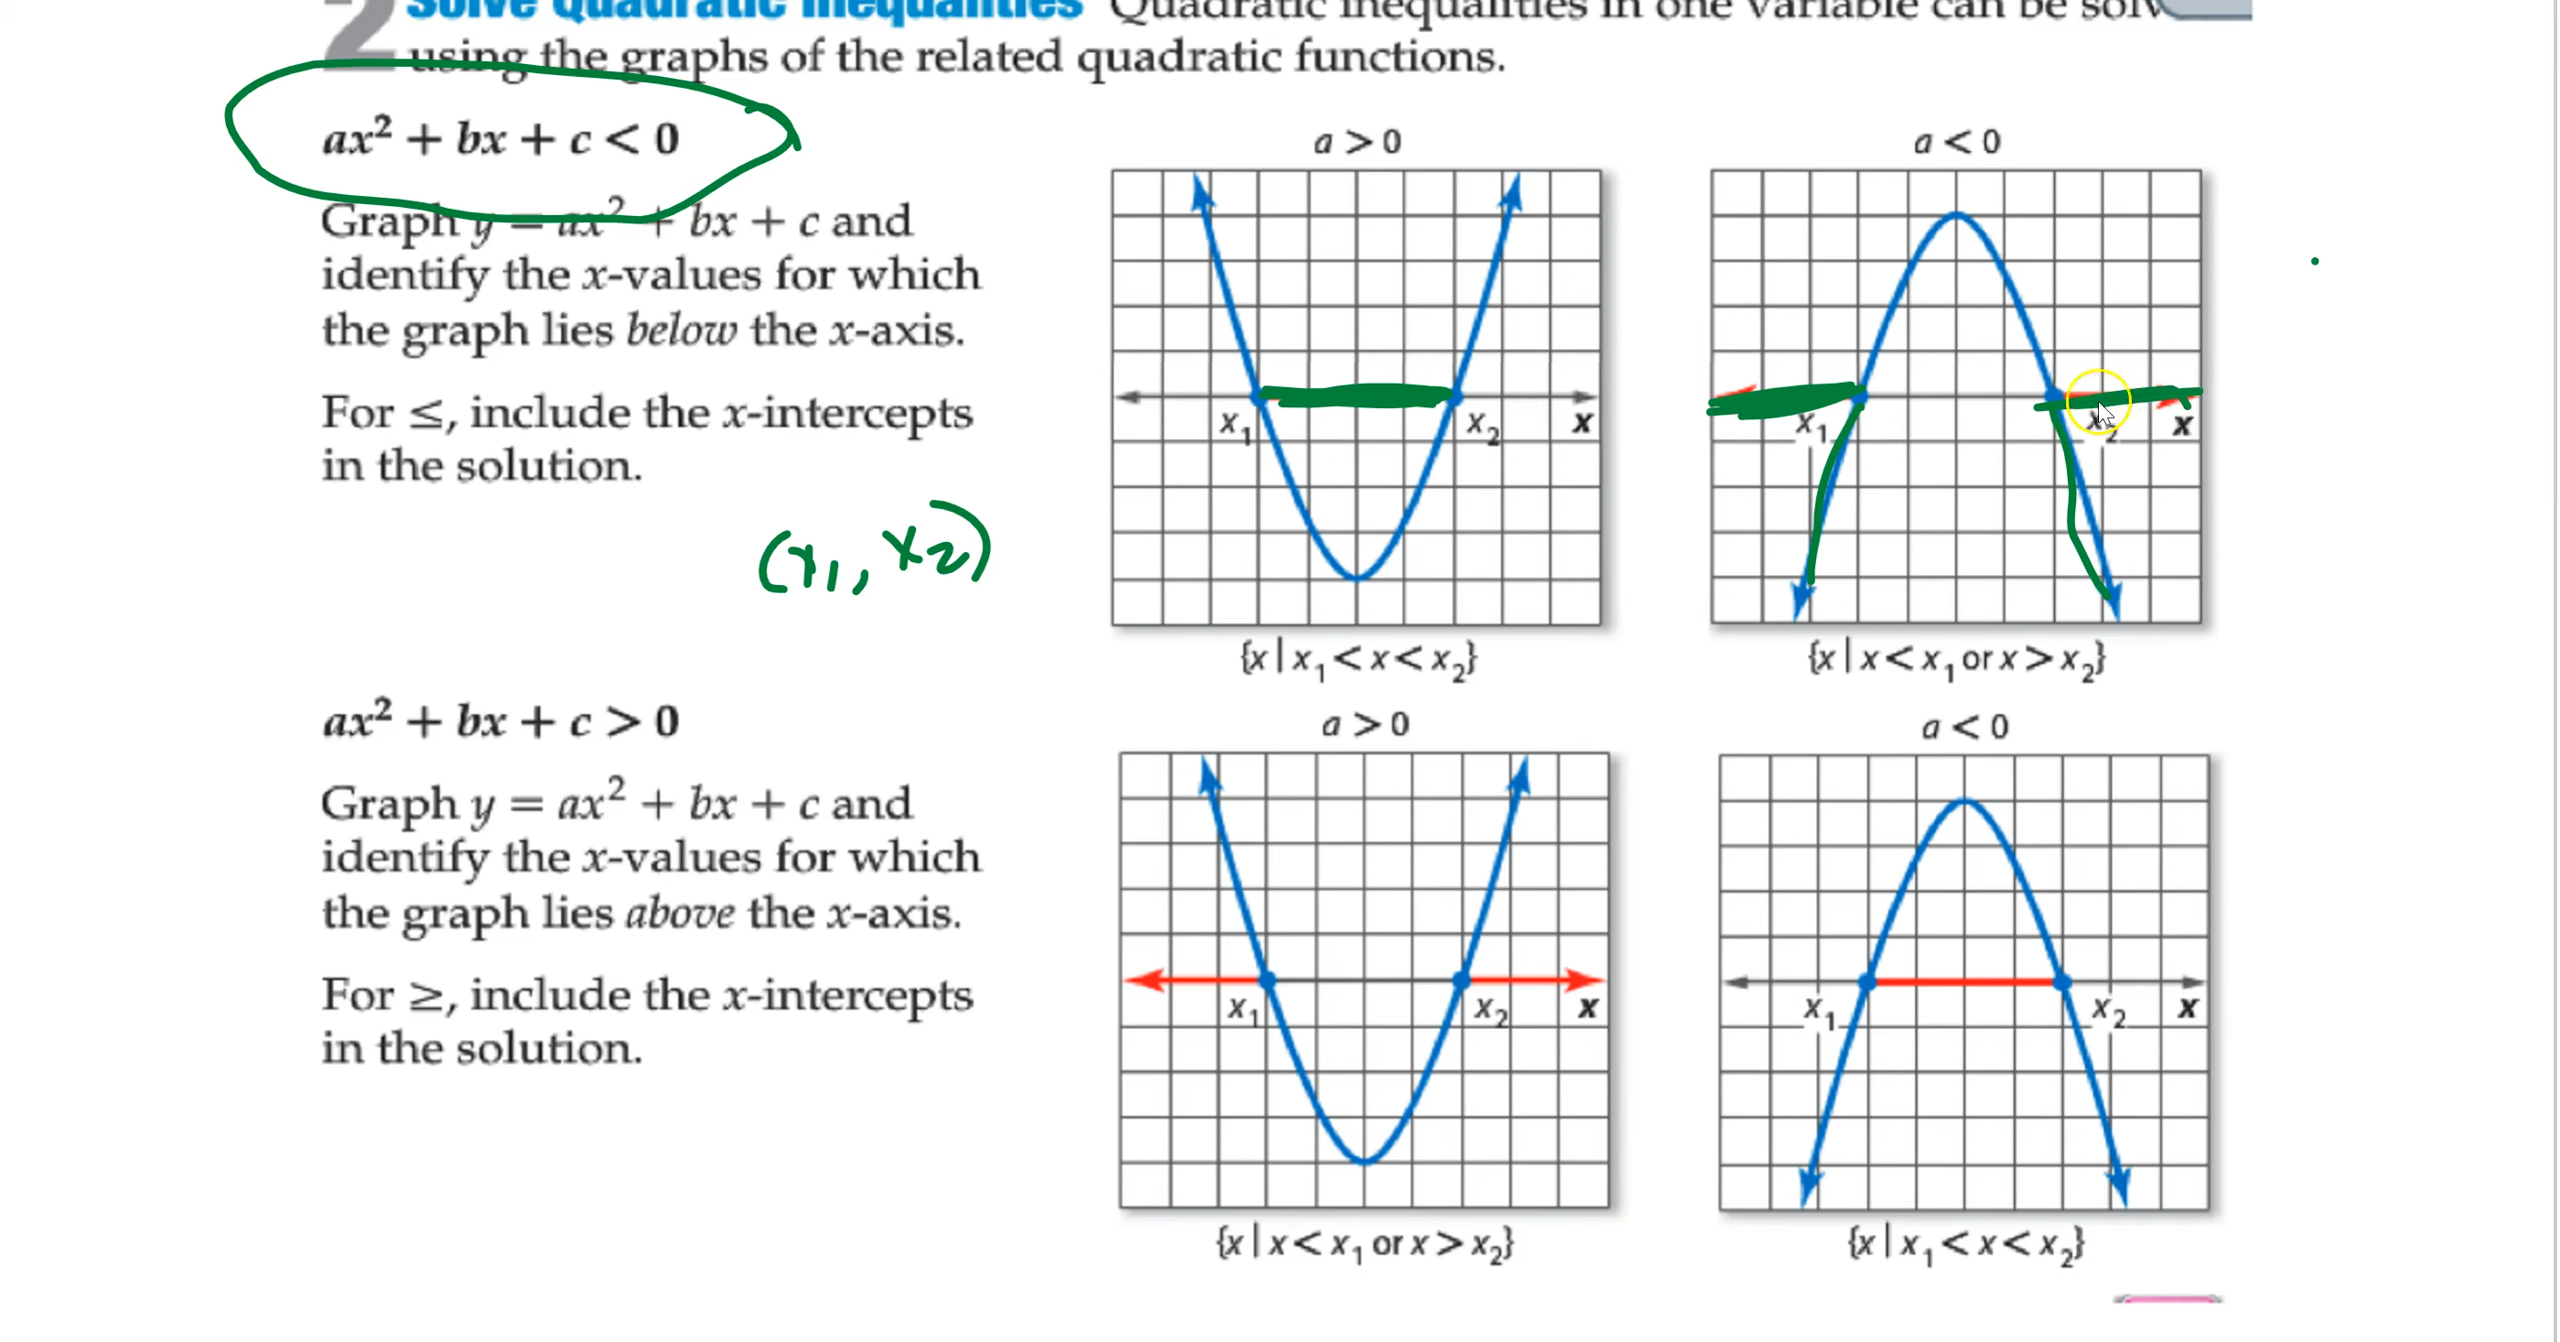 2 Solve Quadratic Inequalities Quadratic inequalities in one variable can be solv
using the graphs of the related quadratic functions.
ax² + bx + c < 0
Graph y = ax² + bx + c and
identify the x-values for which
the graph lies below the x-axis.
For ≤, include the x-intercepts
in the solution.
(x₁, x₂)
a > 0
x₁ x₂ x
{x | x₁ < x < x₂}
a < 0
x₁ x₂ x
{x | x < x₁ or x > x₂}
ax² + bx + c > 0
Graph y = ax² + bx + c and
identify the x-values for which
the graph lies above the x-axis.
For ≥, include the x-intercepts
in the solution.
a > 0
x₁ x₂ x
{x | x < x₁ or x > x₂}
a < 0
x₁ x₂ x
{x | x₁ < x < x₂}